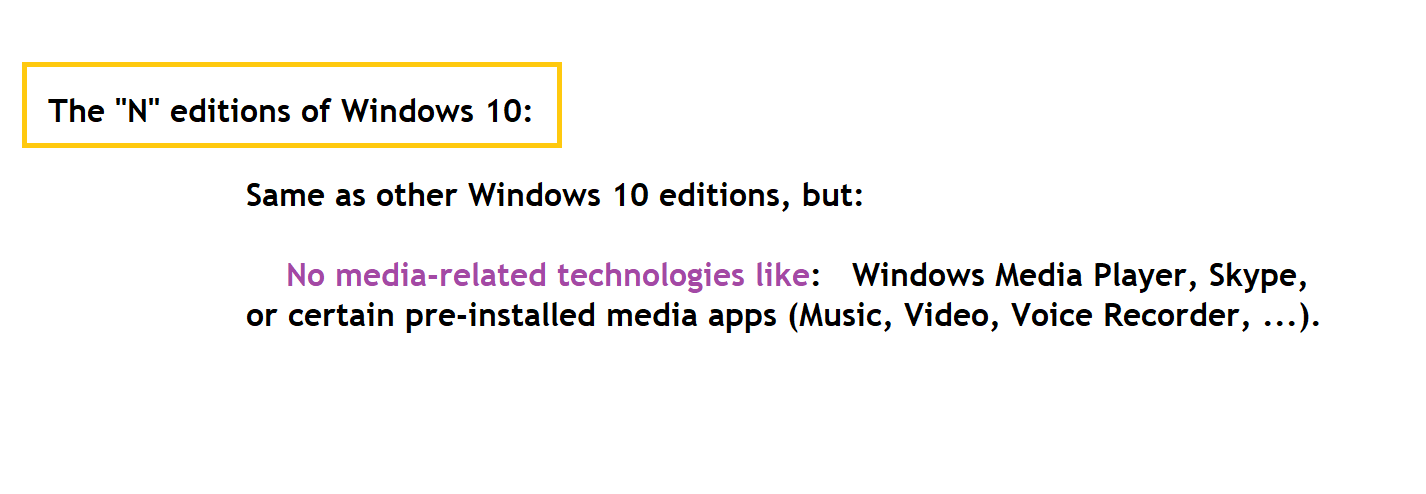 The "N" editions of Windows 10:
Same as other Windows 10 editions, but:
No media-related technologies like: Windows Media Player, Skype,
or certain pre-installed media apps (Music, Video, Voice Recorder, ...).